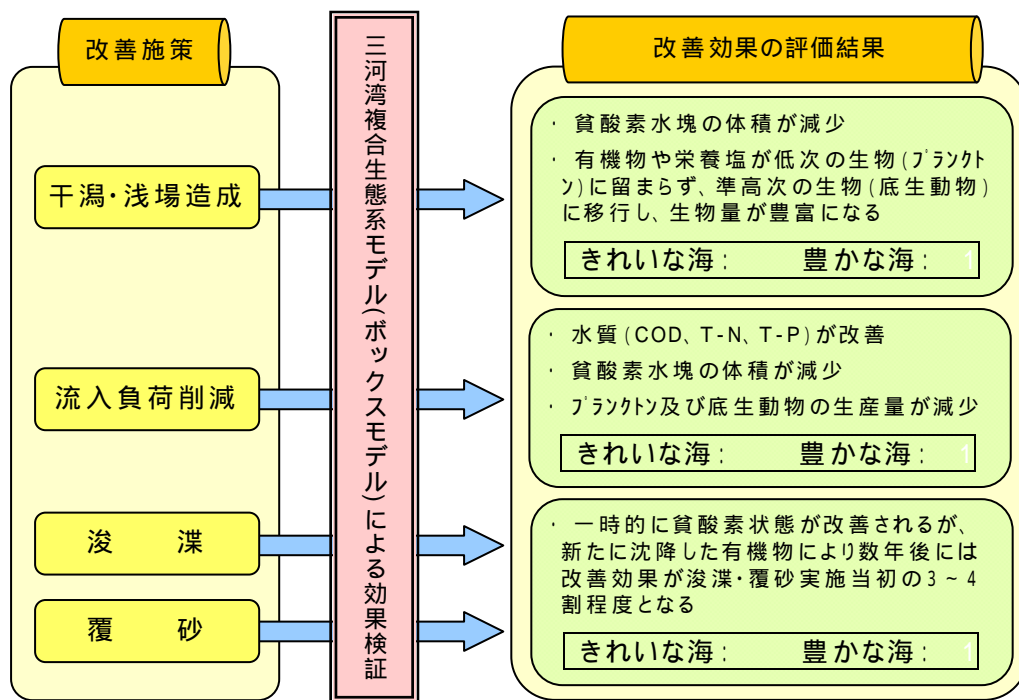 改善施策
干潟・浅場造成
流入負荷削減
浚　渫
覆　砂
三河湾複合生態系モデル(ボックスモデル)による効果検証
改善効果の評価結果
・ 貧酸素水塊の体積が減少
・ 有機物や栄養塩が低次の生物(プランクト
ン)に留まらず、準高次の生物(底生動物)
に移行し、生物量が豊富になる
きれいな海:　　豊かな海:　1
・ 水質(COD、T-N、T-P)が改善
・ 貧酸素水塊の体積が減少
・ プランクトン及び底生動物の生産量が減少
きれいな海:　　豊かな海:　1
・ 一時的に貧酸素状態が改善されるが、
新たに沈降した有機物により数年後には
改善効果が浚渫・覆砂実施当初の3～4
割程度となる
きれいな海:　　豊かな海:　1